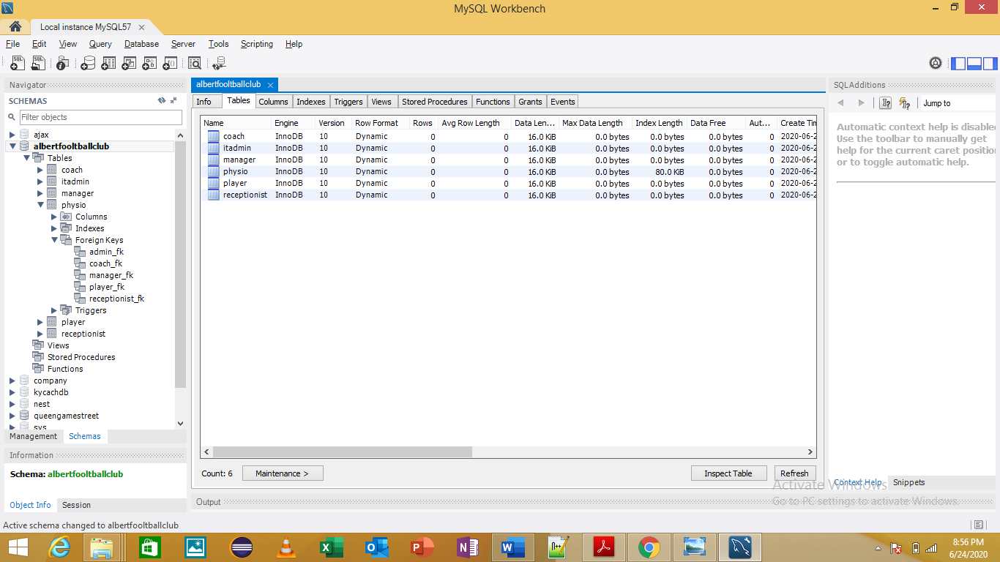 MySQL Workbench
Local instance MySQL57
File Edit View Query Database Server Tools Scripting Help
Navigator
SCHEMAS
Filter objects
ajax
albertfooltballclub
Tables
coach
itadmin
manager
physio
Columns
Indexes
Foreign Keys
admin_fk
coach_fk
manager_fk
player_fk
receptionist_fk
Triggers
player
receptionist
Views
Stored Procedures
Functions
company
kycachdb
nest
queengamestreet
sys
Management Schemas
Information
Schema: albertfooltballclub
Object Info Session
albertfooltballclub
Info Tables Columns Indexes Triggers Views Stored Procedures Functions Grants Events
Name Engine Version Row Format Rows Avg Row Length Data Len... Max Data Length Index Length Data Free Aut... Create Tim
coach InnoDB 10 Dynamic 0 0 16.0 KiB 0.0 bytes 0.0 bytes 0.0 bytes 0 2020-06-2
itadmin InnoDB 10 Dynamic 0 0 16.0 KiB 0.0 bytes 0.0 bytes 0.0 bytes 0 2020-06-2
manager InnoDB 10 Dynamic 0 0 16.0 KiB 0.0 bytes 0.0 bytes 0.0 bytes 0 2020-06-2
physio InnoDB 10 Dynamic 0 0 16.0 KiB 0.0 bytes 80.0 KiB 0.0 bytes 0 2020-06-2
player InnoDB 10 Dynamic 0 0 16.0 KiB 0.0 bytes 0.0 bytes 0.0 bytes 0 2020-06-2
receptionist InnoDB 10 Dynamic 0 0 16.0 KiB 0.0 bytes 0.0 bytes 0.0 bytes 0 2020-06-2
Count: 6 Maintenance > Inspect Table Refresh
Output
SQLAdditions
Jump to
Automatic context help is disable
Use the toolbar to manually get
help for the current caret position
or to toggle automatic help.
Context Help Snippets
Activate Windows
Go to PC settings to activate Windows.
Active schema changed to albertfooltballclub
8:56 PM
6/24/2020